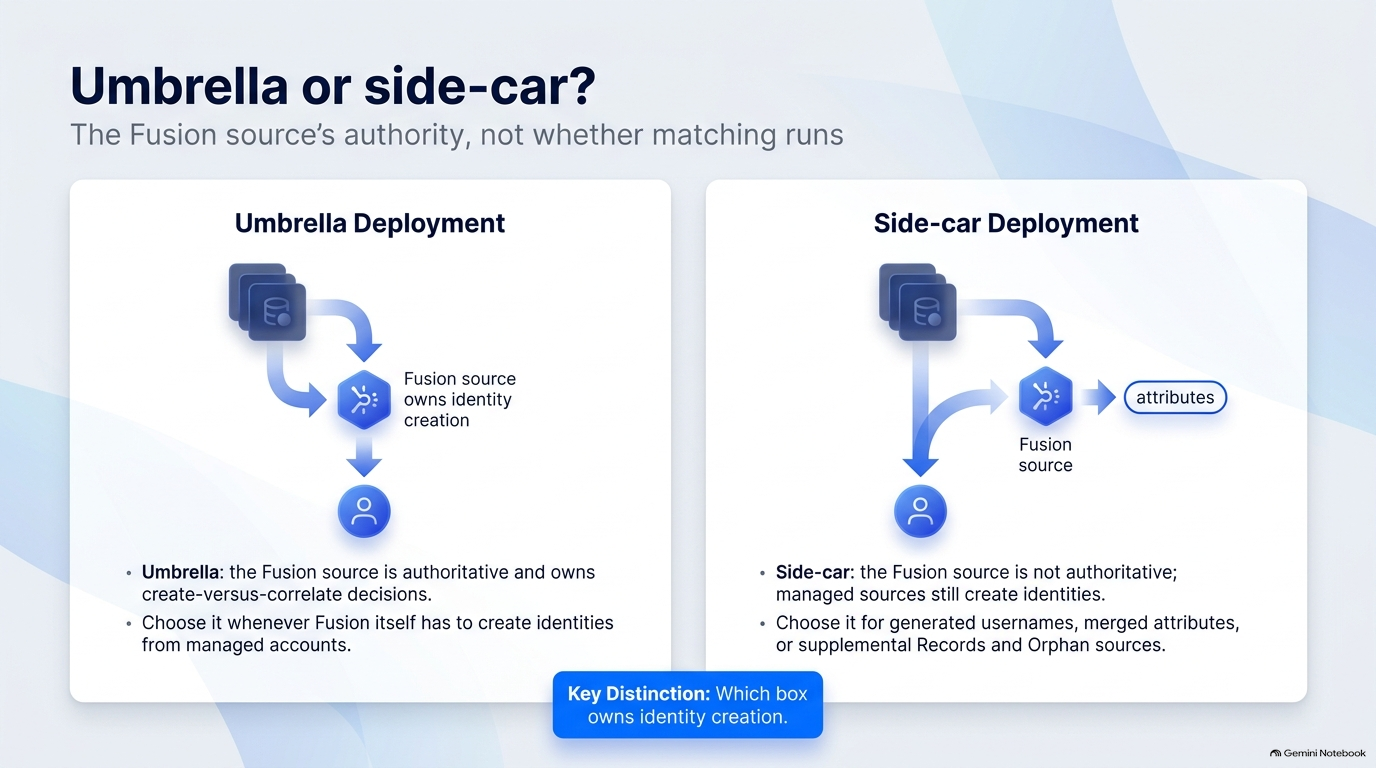 Umbrella or side-car?
The Fusion source’s authority, not whether matching runs
Umbrella Deployment
Fusion source
owns identity
creation
• Umbrella: the Fusion source is authoritative and owns
create-versus-correlate decisions.
• Choose it whenever Fusion itself has to create identities
from managed accounts.
Side-car Deployment
attributes
Fusion
source
• Side-car: the Fusion source is not authoritative;
managed sources still create identities.
• Choose it for generated usernames, merged attributes,
or supplemental Records and Orphan sources.
Key Distinction: Which box
owns identity creation.
Gemini Notebook